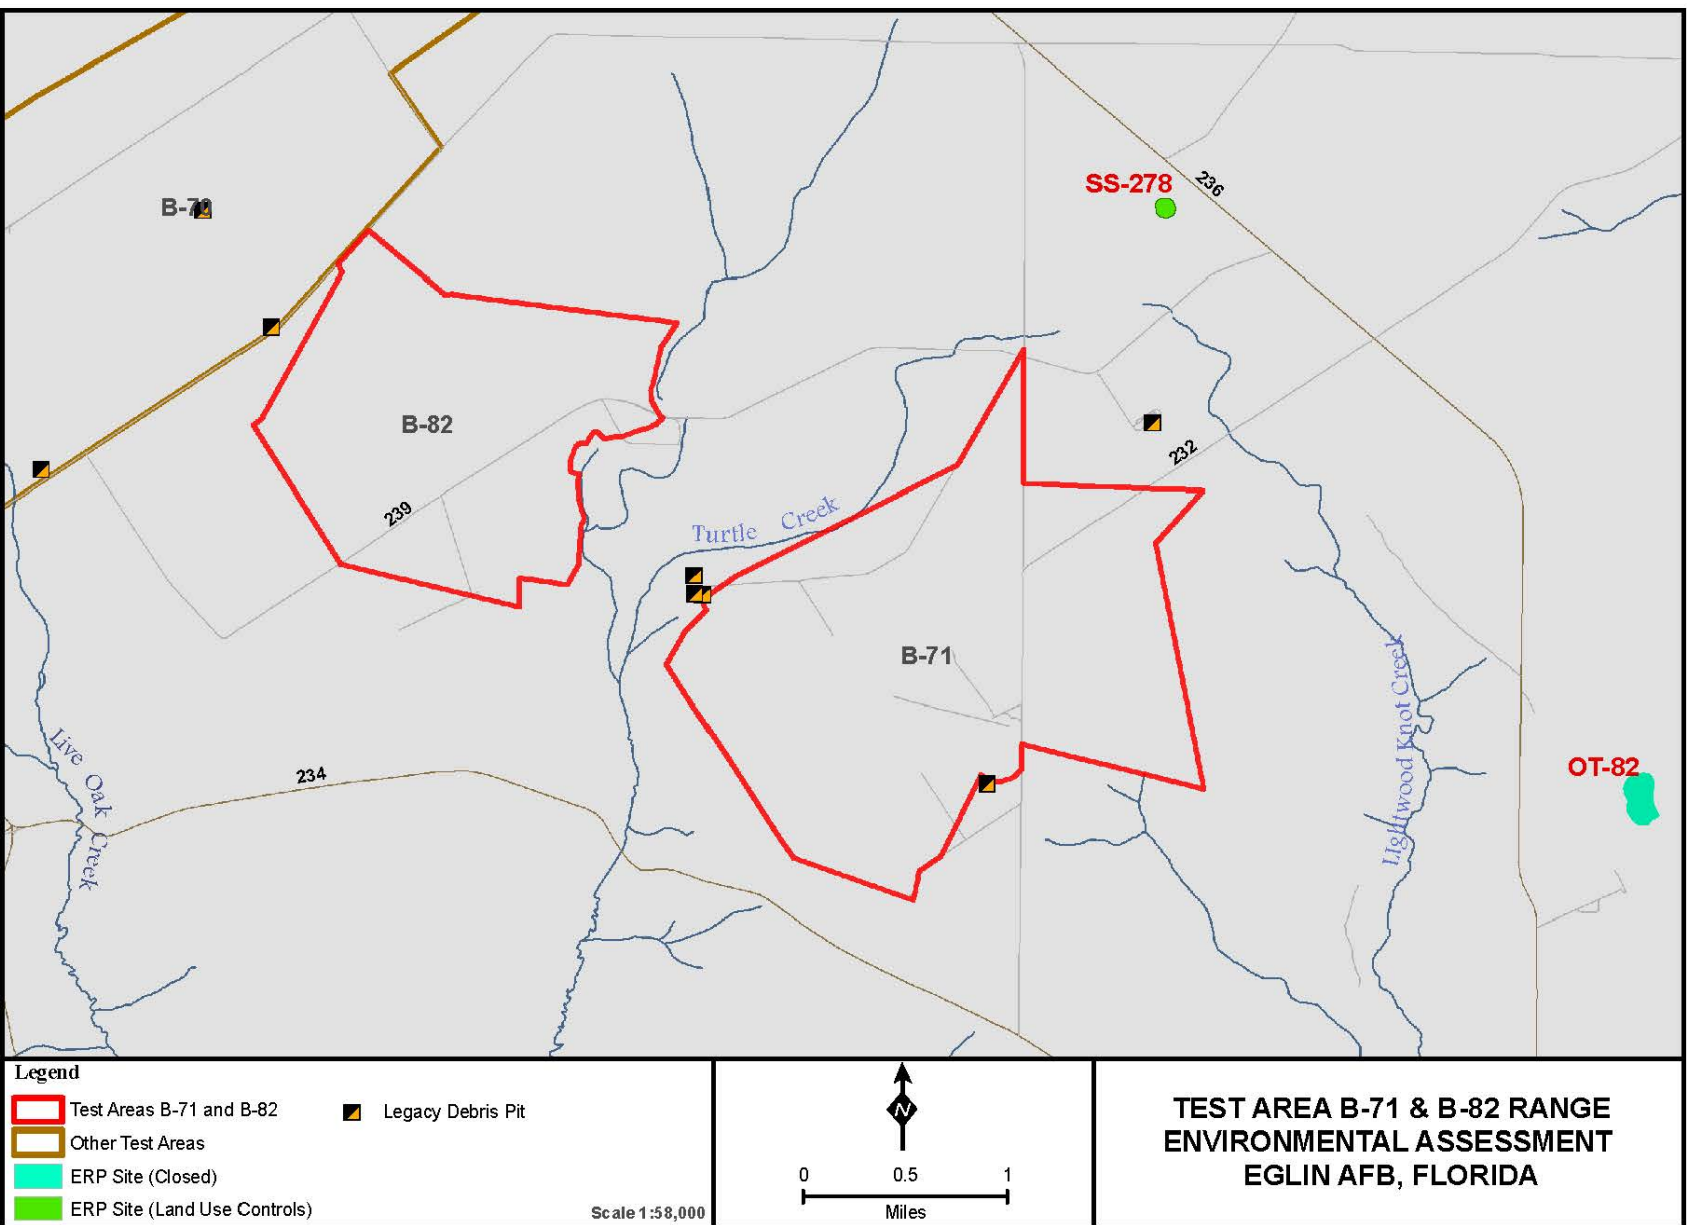 SS-278
236
B-70
B-82
232
239
Turtle Creek
B-71
Lightwood Knot Creek
Live Oak Creek
234
OT-82
Legend
Test Areas B-71 and B-82
Legacy Debris Pit
Other Test Areas
ERP Site (Closed)
ERP Site (Land Use Controls)
Scale 1:58,000
N
0 0.5 1
Miles
TEST AREA B-71 & B-82 RANGE
ENVIRONMENTAL ASSESSMENT
EGLIN AFB, FLORIDA